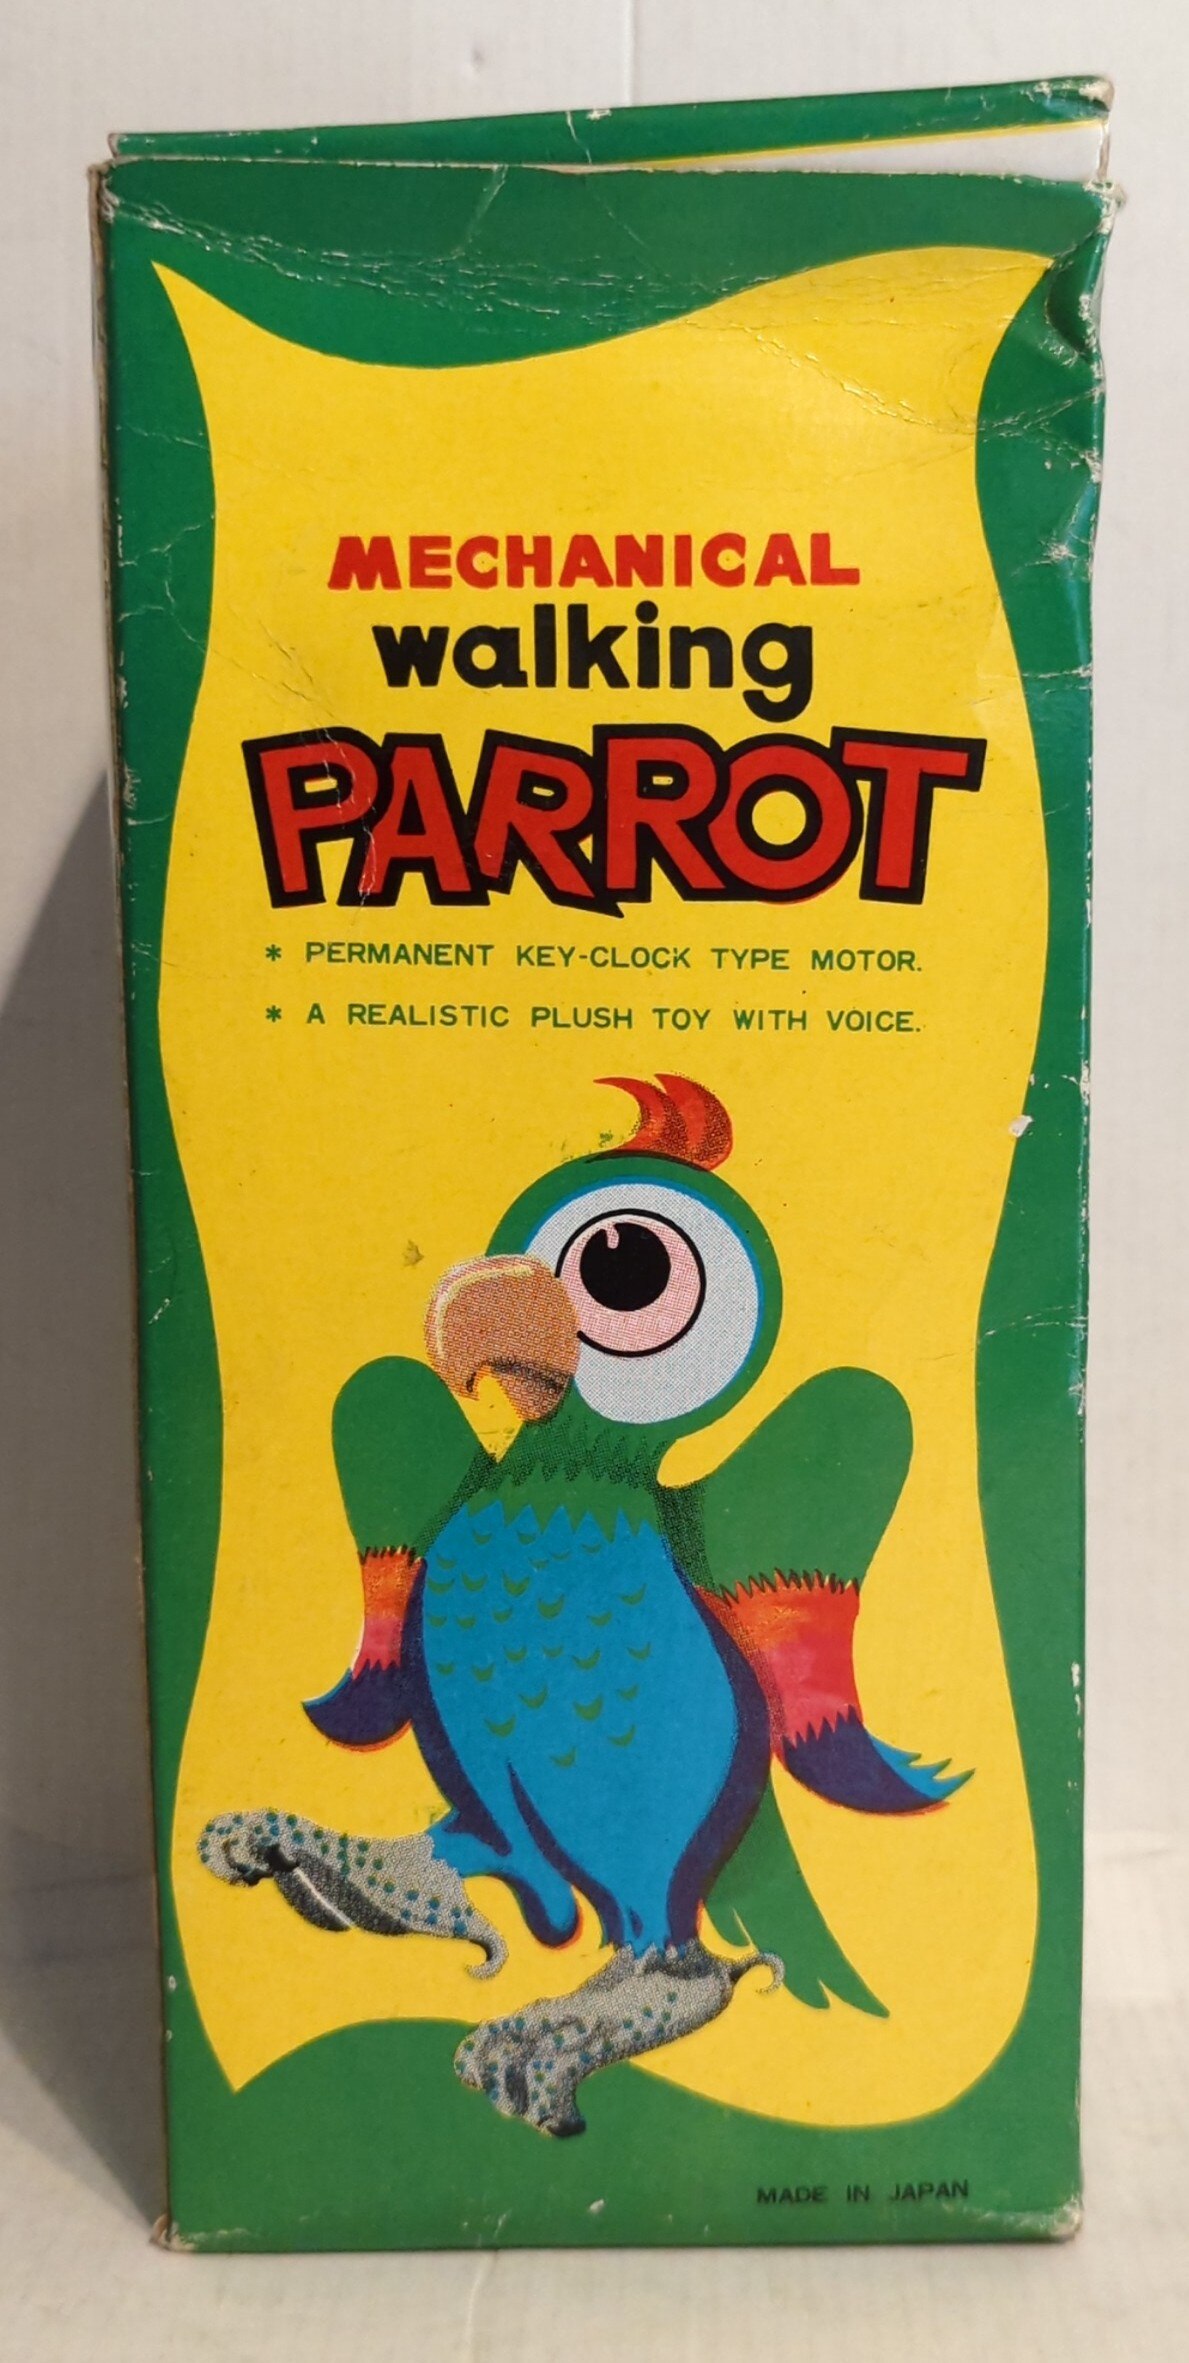 MECHANICAL
walking
PARROT
* PERMANENT KEY-CLOCK TYPE MOTOR.
* A REALISTIC PLUSH TOY WITH VOICE.
MADE IN JAPAN